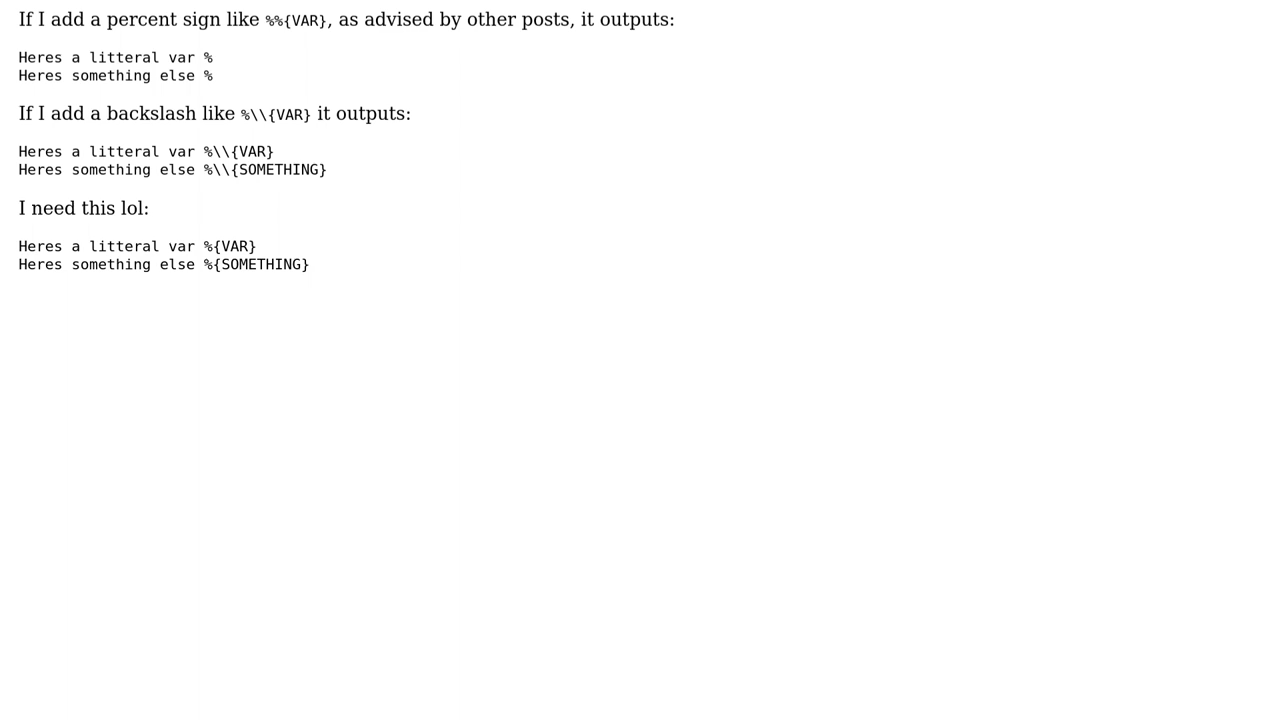 If I add a percent sign like %%{VAR}, as advised by other posts, it outputs:
Heres a litteral var %
Heres something else %
If I add a backslash like %\\{VAR} it outputs:
Heres a litteral var %\\{VAR}
Heres something else %\\{SOMETHING}
I need this lol:
Heres a litteral var %{VAR}
Heres something else %{SOMETHING}